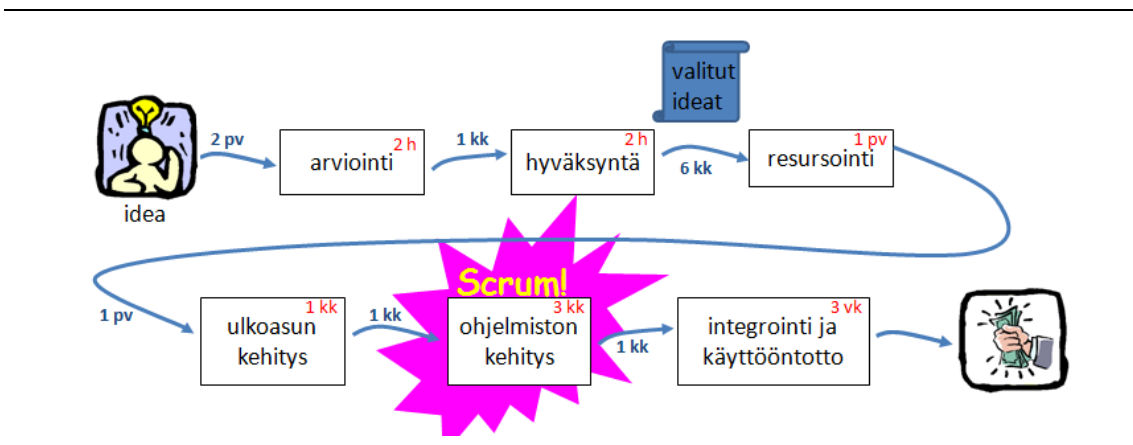 valitut
ideat
2 pv
2 h
arviointi
1 kk
2 h
hyväksyntä
6 kk
1 pv
resursointi
idea
Scrum!
1 pv
1 kk
ulkoasun
kehitys
1 kk
3 kk
ohjelmiston
kehitys
1 kk
3 vk
integrointi ja
käyttööntotto